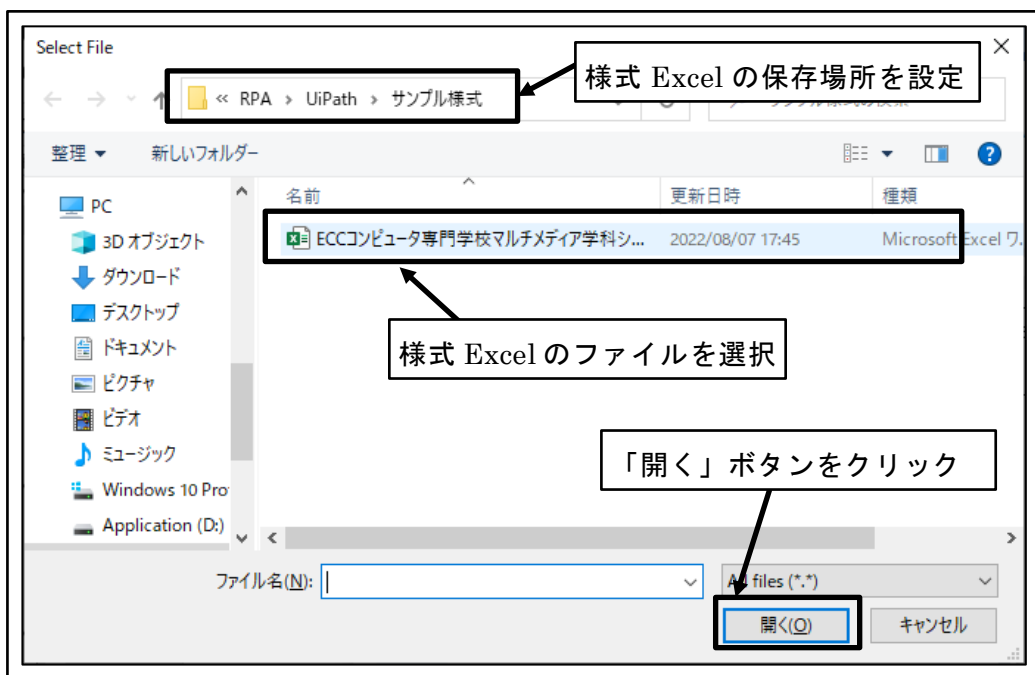 Select File
様式 Excel の保存場所を設定
« RPA › UiPath › サンプル様式
整理
新しいフォルダー
名前
更新日時
種類
PC
ECCコンピュータ専門学校マルチメディア学科シ...
2022/08/07 17:45
Microsoft Excel ワ.
3D オブジェクト
ダウンロード
デスクトップ
ドキュメント
様式 Excel のファイルを選択
ピクチャ
ビデオ
ミュージック
「開く」ボタンをクリック
Windows 10 Pro
Application (D:)
ファイル名(N):
files (*.*)
開く(O)
キャンセル